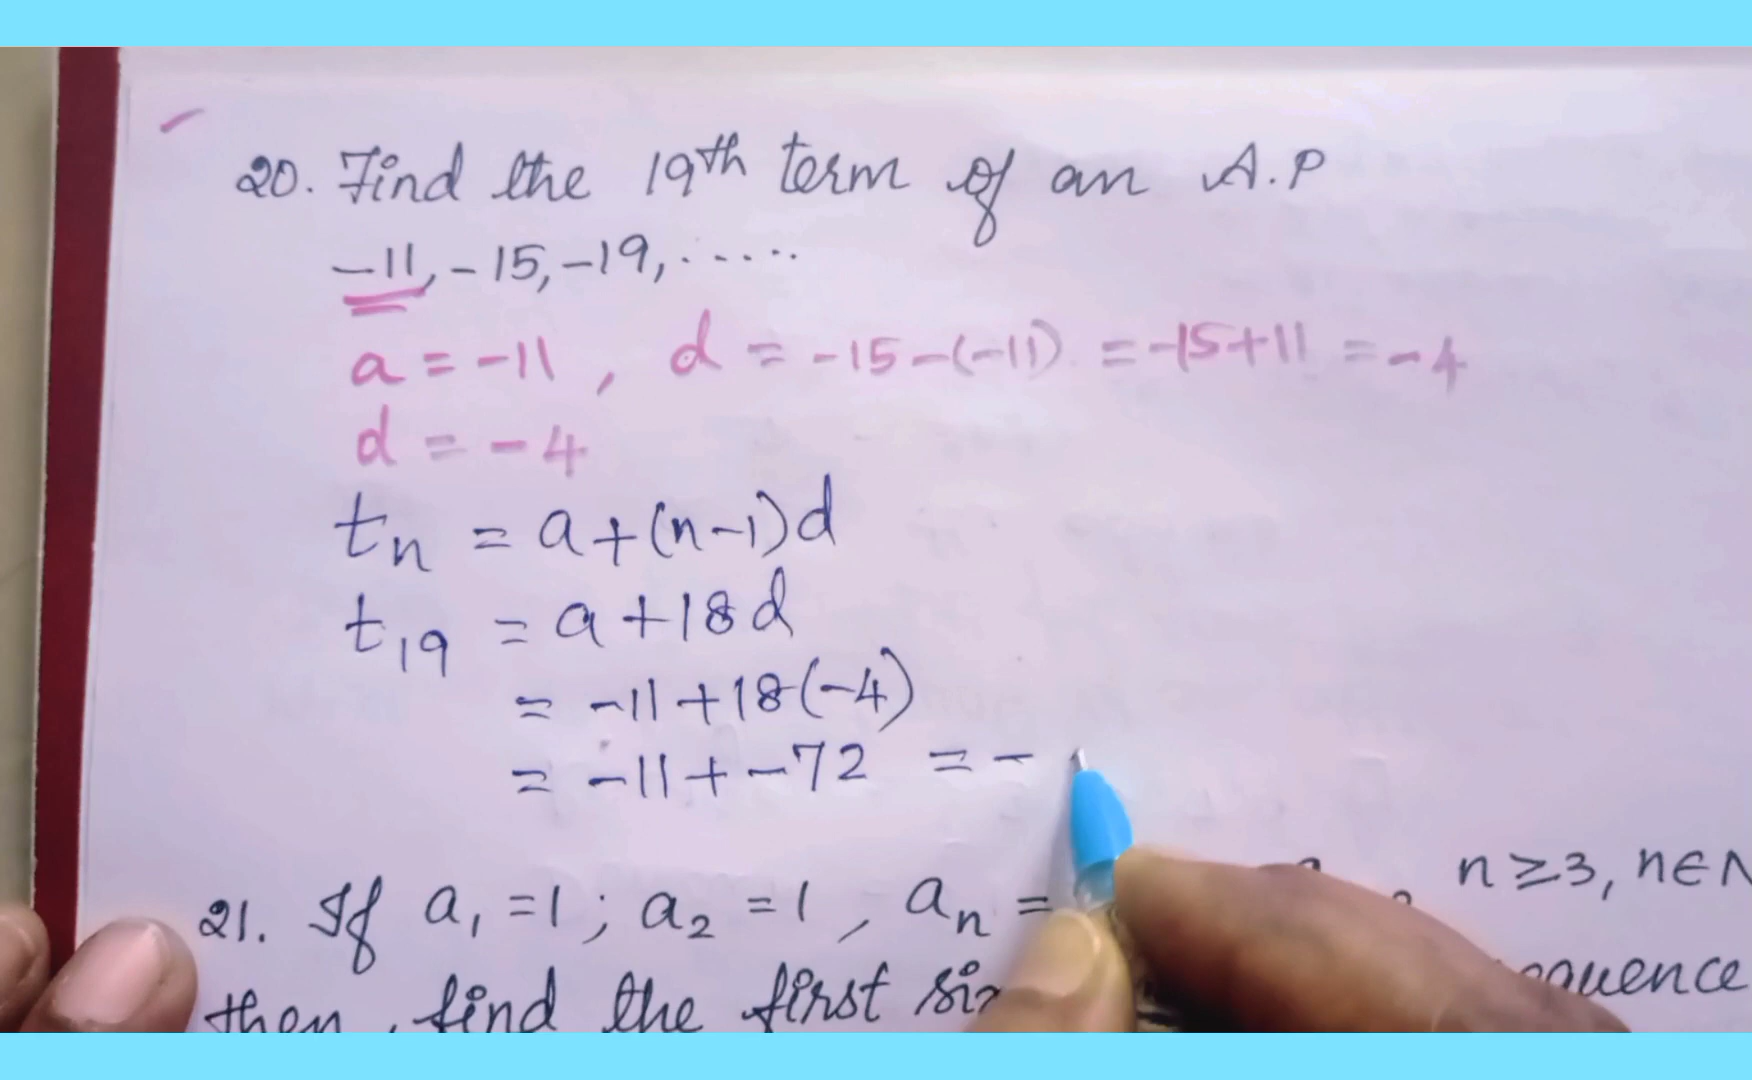 20. Find the 19th term of an A.P
-11, -15, -19, .....
a = -11 , d = -15-(-11) = -15+11 = -4
d = -4
tn = a+(n-1)d
t19 = a+18d
= -11+18(-4)
= -11+-72 = -
21. If a1 =1 ; a2 =1 , an = n≥3, n∈N
then, find the first